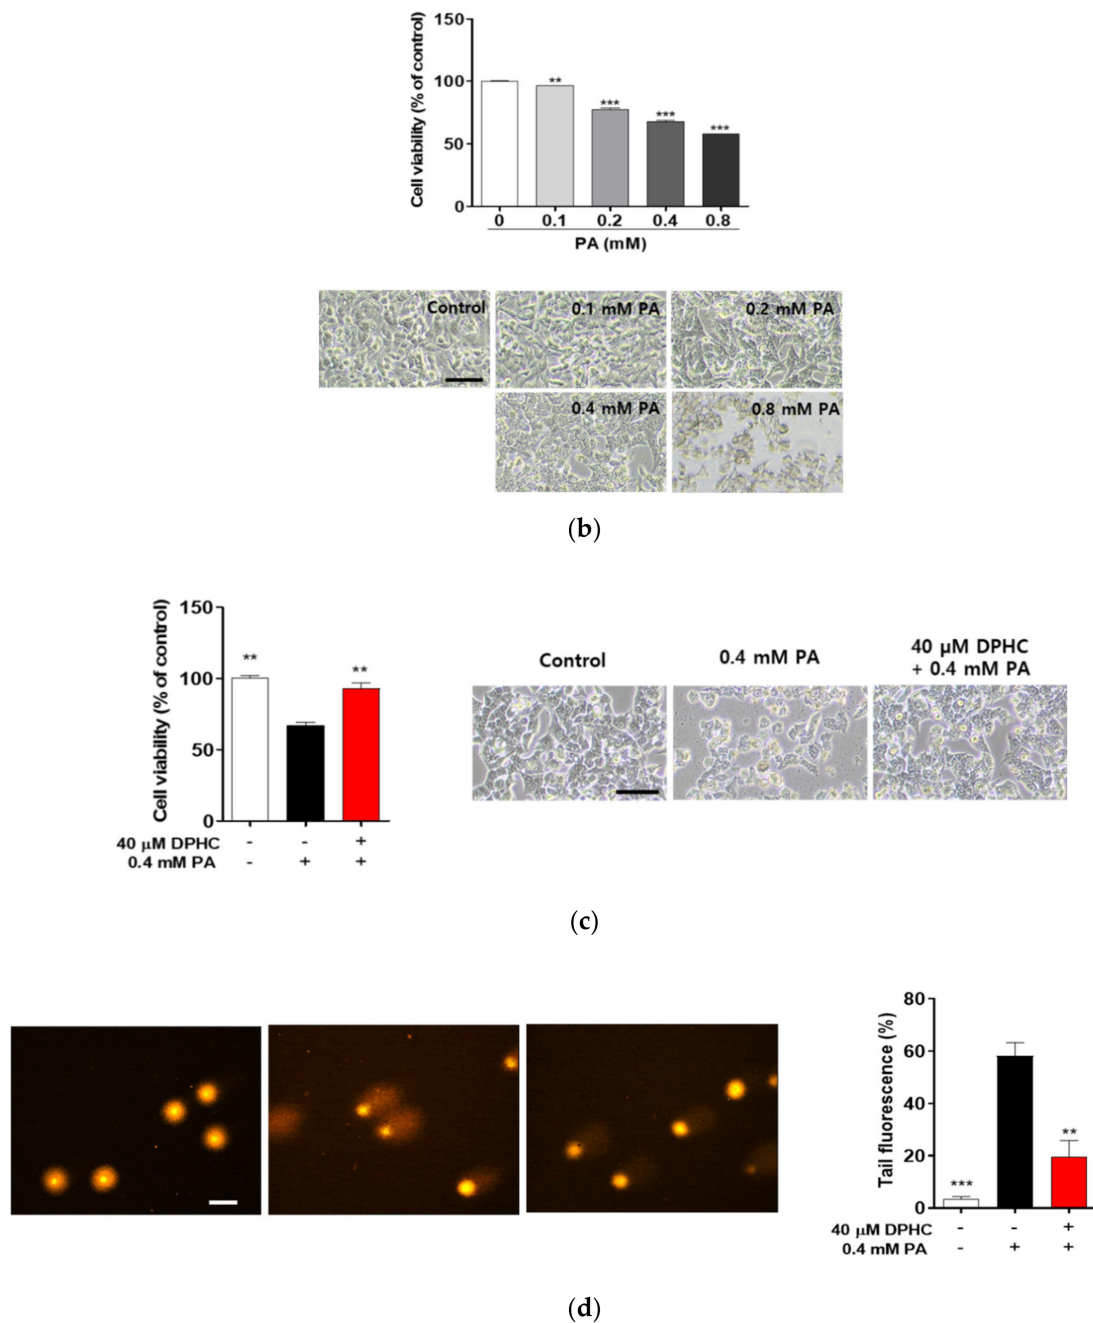 150
100
50
0
Cell viability (% of control)
**
***
***
***
0 0.1 0.2 0.4 0.8
PA (mM)
Control
0.1 mM PA
0.2 mM PA
0.4 mM PA
0.8 mM PA
(b)
150
100
50
0
Cell viability (% of control)
**
**
40 μM DPHC - - +
0.4 mM PA - + +
Control
0.4 mM PA
40 μM DPHC
+ 0.4 mM PA
(c)
80
60
40
20
0
Tail fluorescence (%)
***
**
40 μM DPHC - - +
0.4 mM PA - + +
(d)